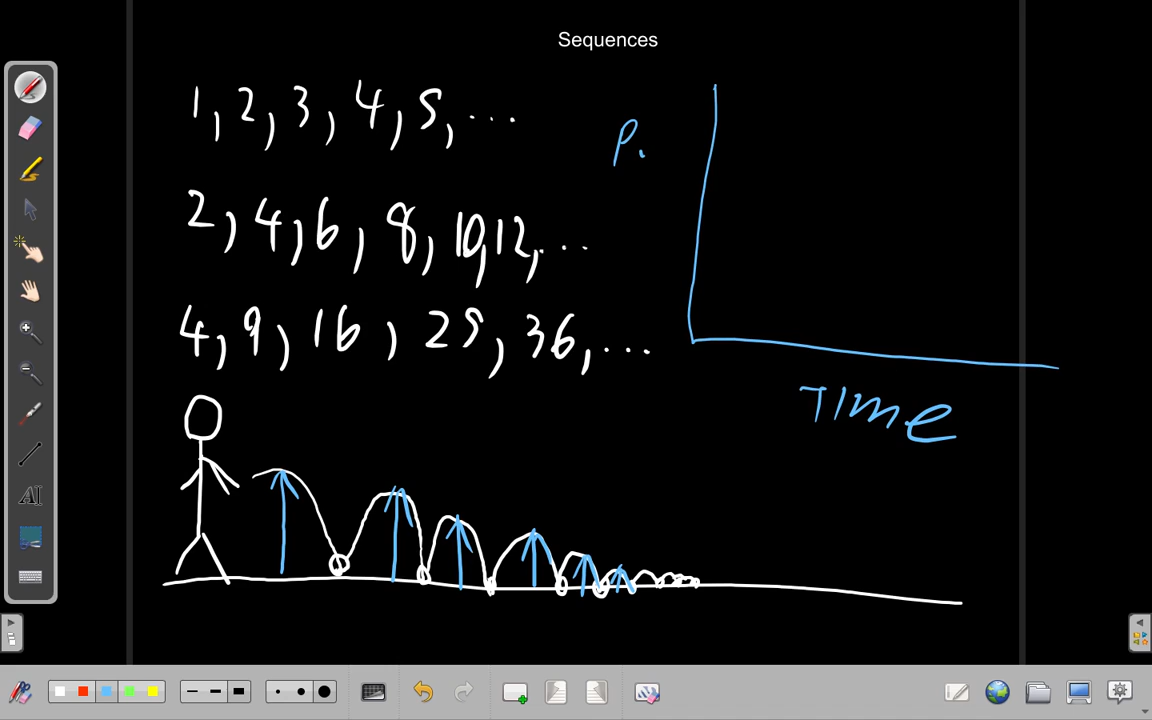 Sequences
1, 2, 3, 4, 5, ...
P.
2, 4, 6, 8, 10, 12, ...
4, 9, 16, 25, 36, ...
TIME